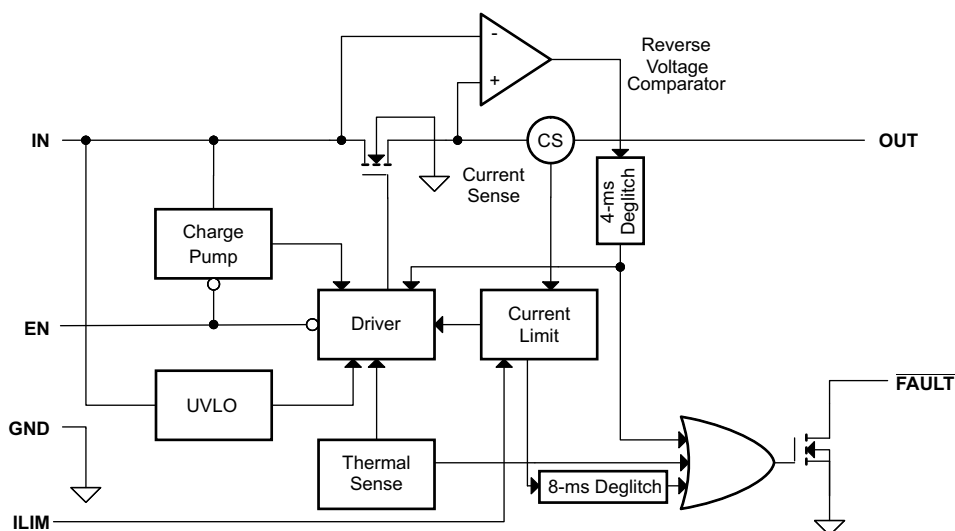 -
+
Reverse
Voltage
Comparator
IN
CS
OUT
Current
Sense
4-ms
Deglitch
Charge
Pump
EN
Driver
Current
Limit
FAULT
UVLO
GND
Thermal
Sense
8-ms Deglitch
ILIM